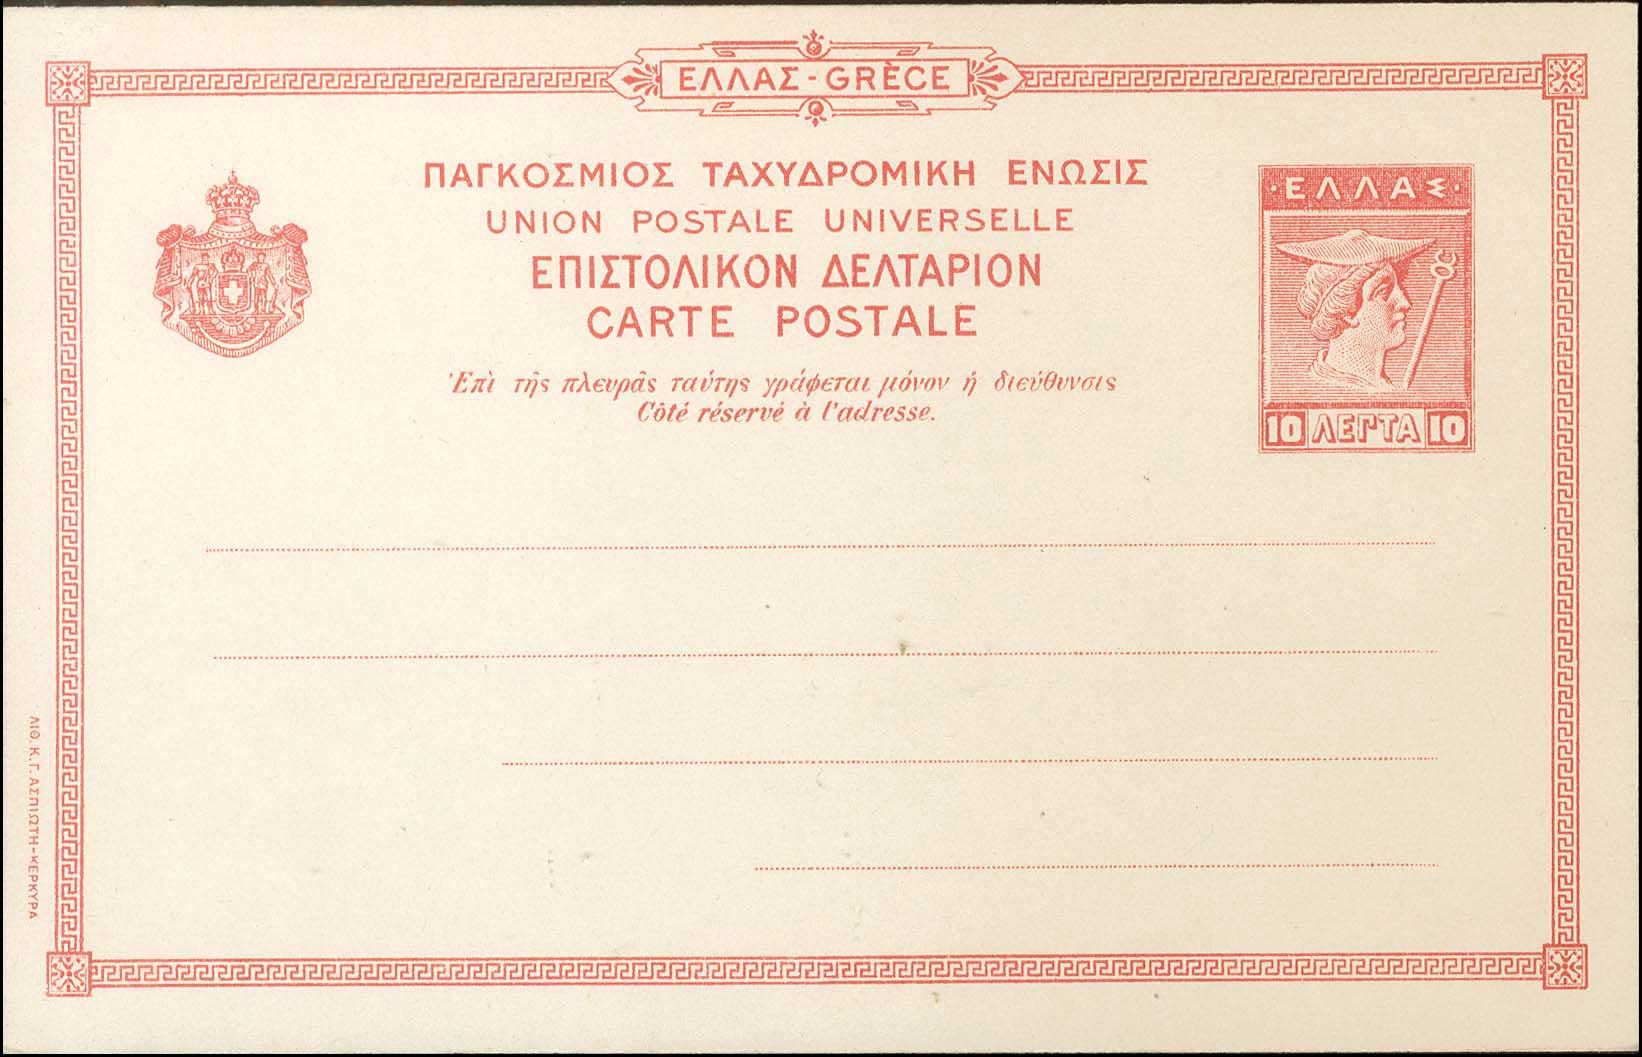 ΕΛΛΑΣ - GRÈCE
ΠΑΓΚΟΣΜΙΟΣ ΤΑΧΥΔΡΟΜΙΚΗ ΕΝΩΣΙΣ
UNION POSTALE UNIVERSELLE
ΕΠΙΣΤΟΛΙΚΟΝ ΔΕΛΤΑΡΙΟΝ
CARTE POSTALE
Ἐπὶ τῆς πλευρᾶς ταύτης γράφεται μόνον ἡ διεύθυνσις
Côté réservé à l'adresse.
·ΕΛΛΑΣ·
10 ΛΕΠΤΑ 10
ΛΙΘ. Κ. Γ. ΑΣΠΙΩΤΗ-ΚΕΡΚΥΡΑ